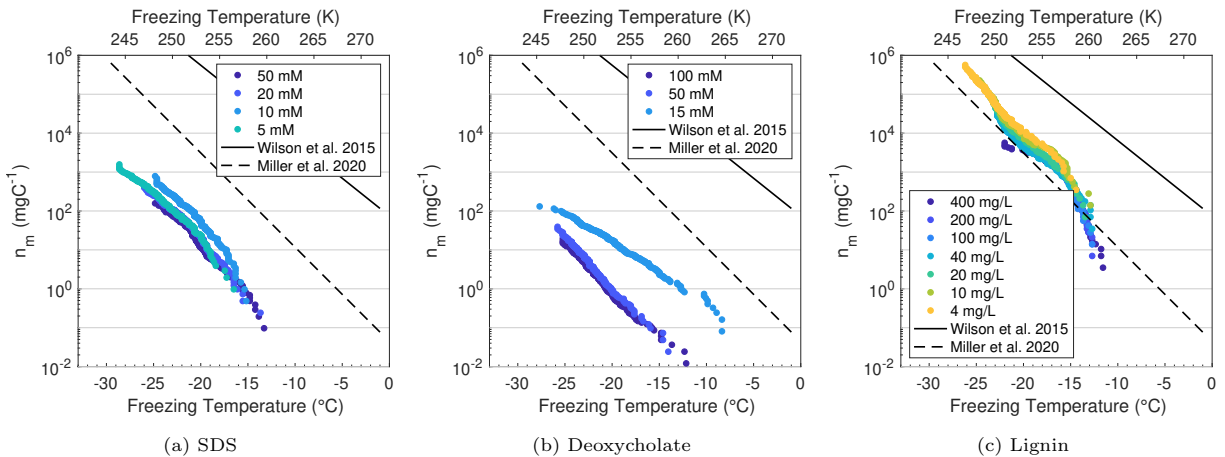 Freezing Temperature (K)
245 250 255 260 265 270
10^6
10^4
10^2
10^0
10^-2
n_m (mgC^-1)
50 mM
20 mM
10 mM
5 mM
Wilson et al. 2015
Miller et al. 2020
-30 -25 -20 -15 -10 -5 0
Freezing Temperature (°C)
(a) SDS
Freezing Temperature (K)
245 250 255 260 265 270
10^6
10^4
10^2
10^0
10^-2
n_m (mgC^-1)
100 mM
50 mM
15 mM
Wilson et al. 2015
Miller et al. 2020
-30 -25 -20 -15 -10 -5 0
Freezing Temperature (°C)
(b) Deoxycholate
Freezing Temperature (K)
245 250 255 260 265 270
10^6
10^4
10^2
10^0
10^-2
n_m (mgC^-1)
400 mg/L
200 mg/L
100 mg/L
40 mg/L
20 mg/L
10 mg/L
4 mg/L
Wilson et al. 2015
Miller et al. 2020
-30 -25 -20 -15 -10 -5 0
Freezing Temperature (°C)
(c) Lignin